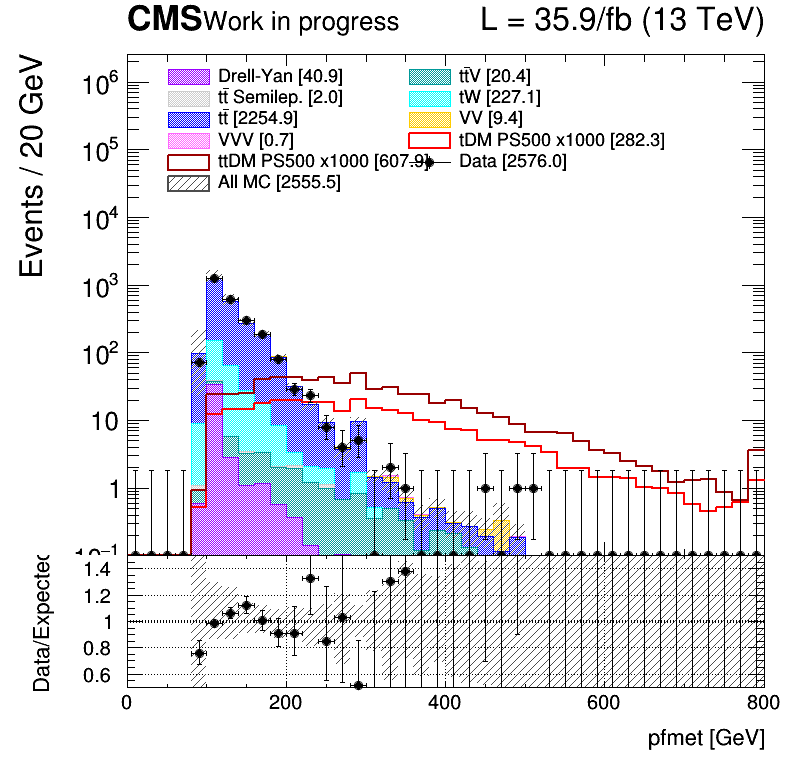 CMS Work in progress L = 35.9/fb (13 TeV)
Events / 20 GeV
Drell-Yan [40.9] tt̄V [20.4]
tt̄ Semilep. [2.0] tW [227.1]
tt̄ [2254.9] VV [9.4]
VVV [0.7] tDM PS500 x1000 [282.3]
ttDM PS500 x1000 [607.9] Data [2576.0]
All MC [2555.5]
10⁶
10⁵
10⁴
10³
10²
10
1
10⁻¹
Data/Expected
1.4
1.2
1
0.8
0.6
0 200 400 600 800
pfmet [GeV]